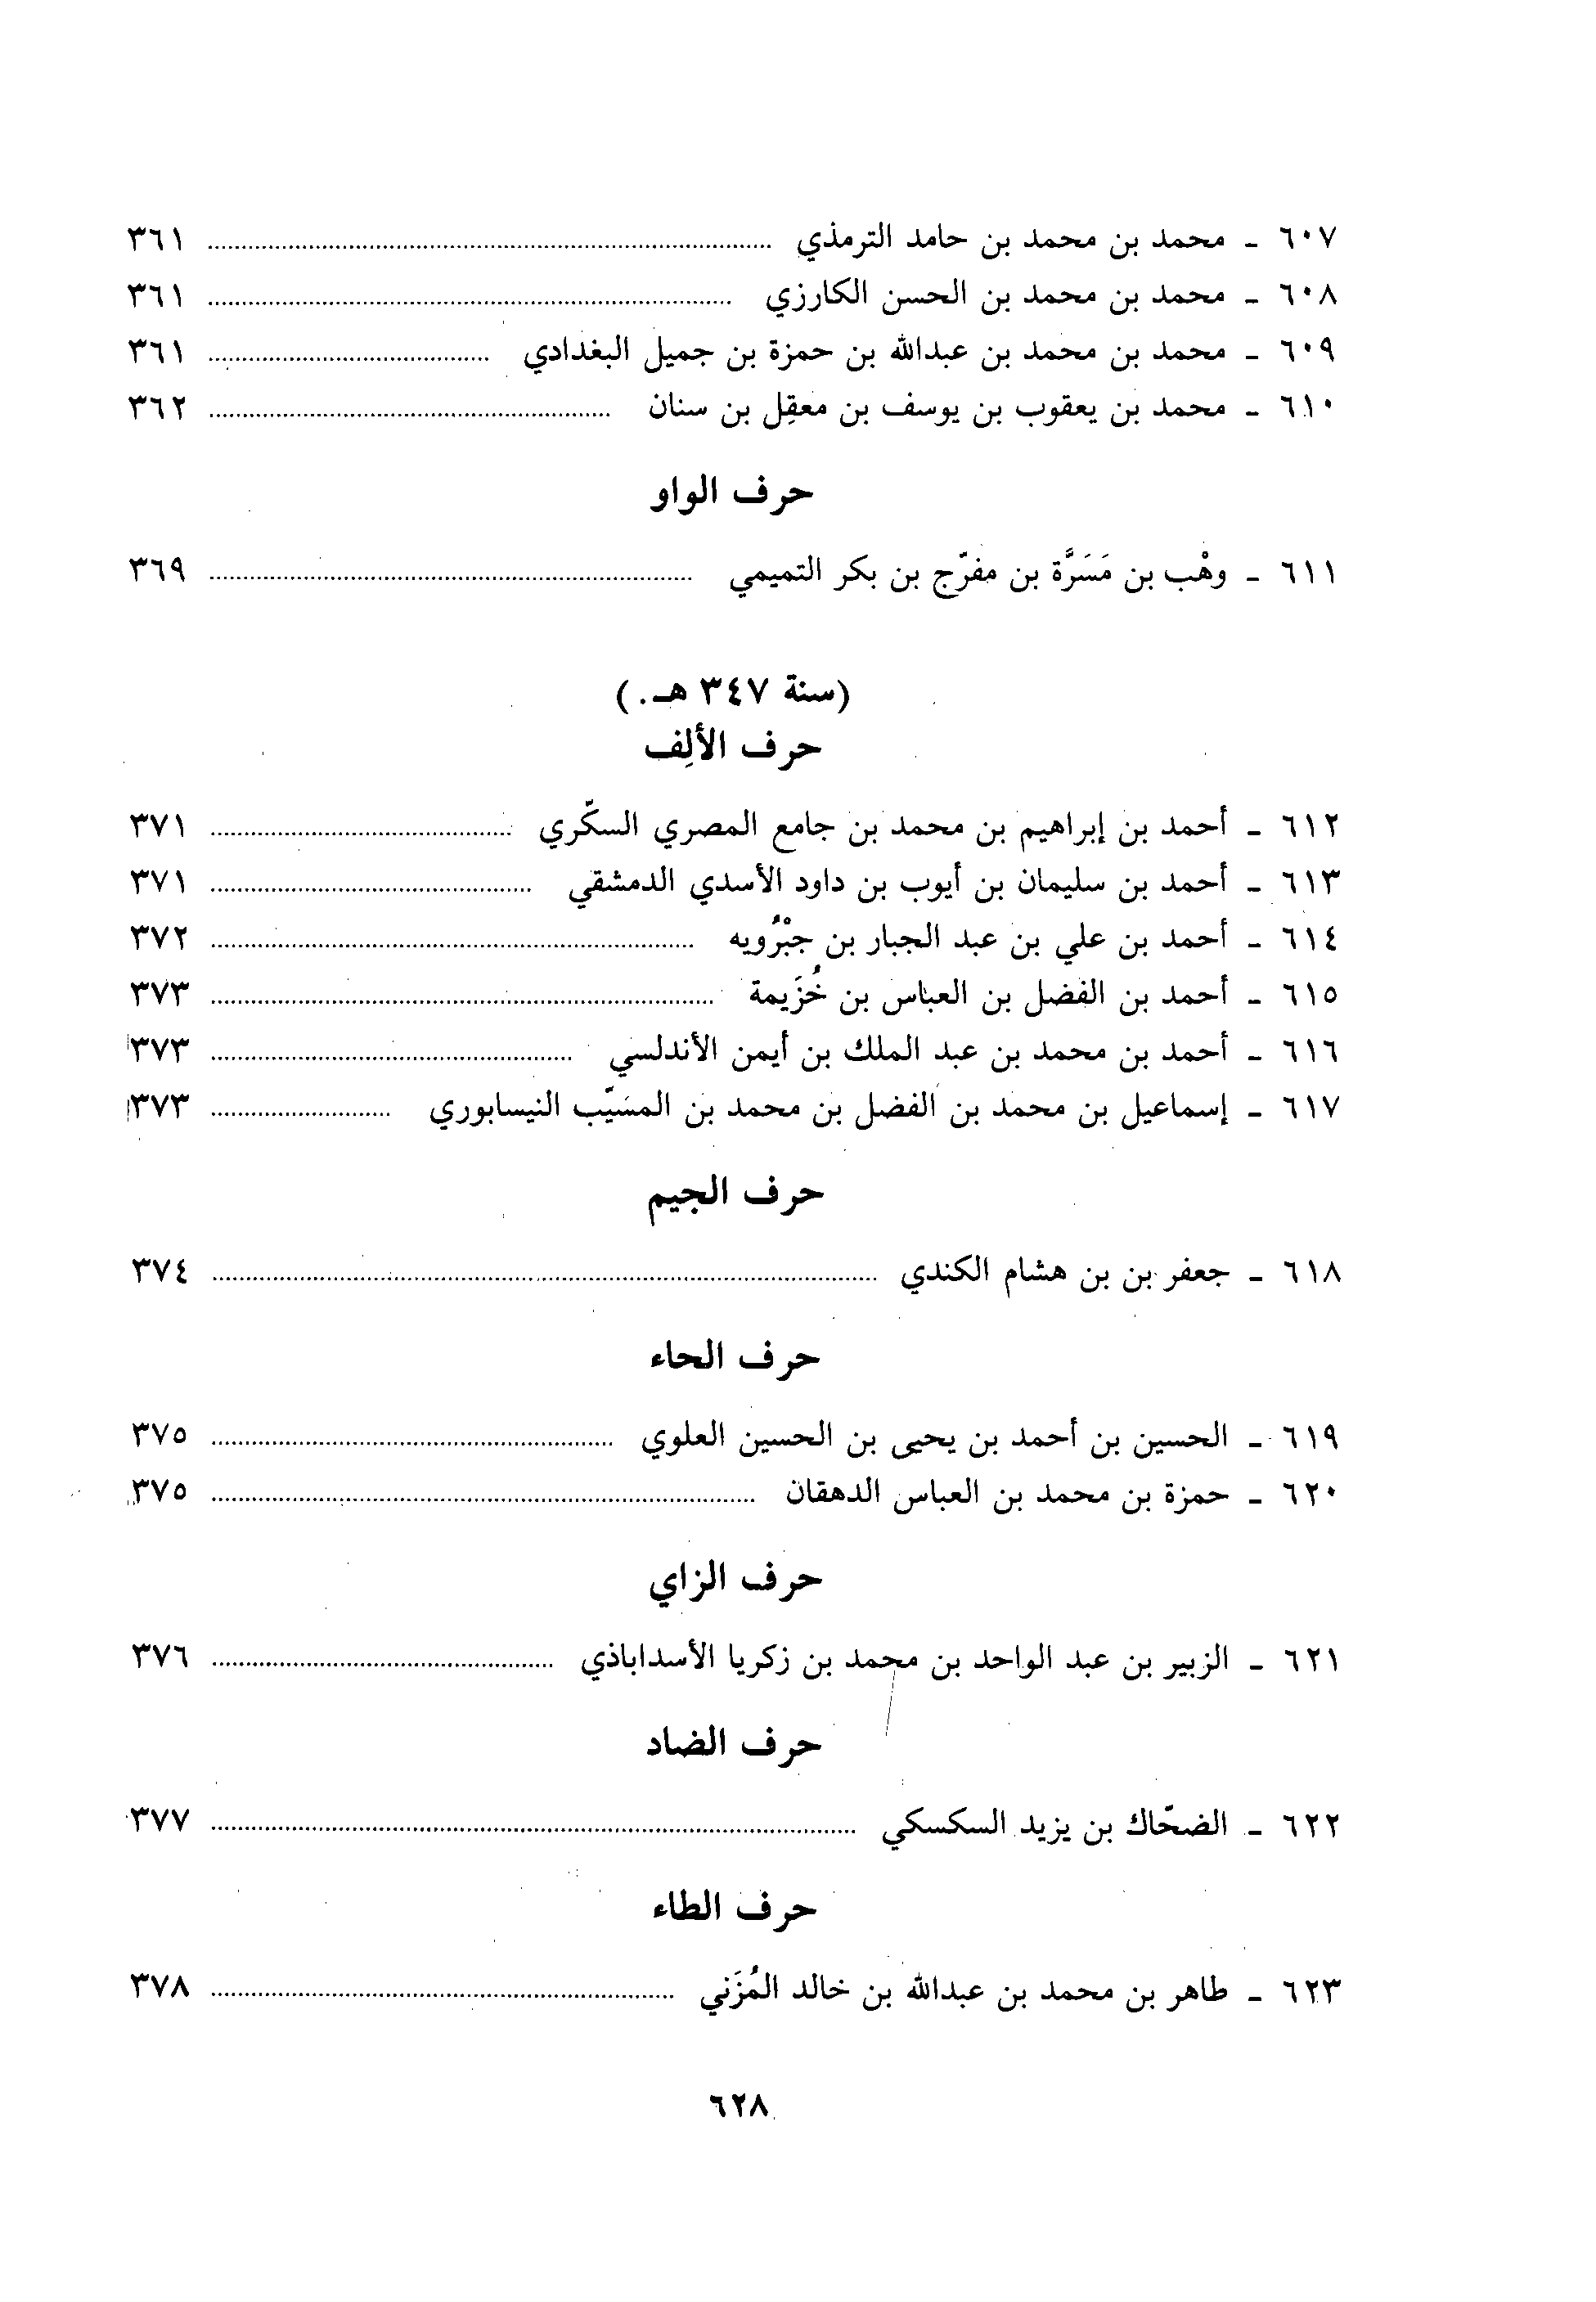 ٦٠٧ ـ محمد بن محمد بن حامد الترمذي ........ ٣٦١
٦٠٨ ـ محمد بن محمد بن الحسن الكارزي ........ ٣٦١
٦٠٩ ـ محمد بن محمد بن عبدالله بن حمزة بن جميل البغدادي ........ ٣٦١
٦١٠ ـ محمد بن يعقوب بن يوسف بن معقِل بن سنان ........ ٣٦٢
حرف الواو
٦١١ ـ وهْب بن مَسَرَّة بن مفرّج بن بكر التميمي ........ ٣٦٩
(سنة ٣٤٧ هـ.)
حرف الألِف
٦١٢ ـ أحمد بن إبراهيم بن محمد بن جامع المصري السكّري ........ ٣٧١
٦١٣ ـ أحمد بن سليمان بن أيوب بن داود الأسدي الدمشقي ........ ٣٧١
٦١٤ ـ أحمد بن علي بن عبد الجبار بن جبْرُويه ........ ٣٧٢
٦١٥ ـ أحمد بن الفضل بن العباس بن خُزَيمة ........ ٣٧٣
٦١٦ ـ أحمد بن محمد بن عبد الملك بن أيمن الأندلسي ........ ٣٧٣
٦١٧ ـ إسماعيل بن محمد بن الفضل بن محمد بن المسَيّب النيسابوري ........ ٣٧٣
حرف الجيم
٦١٨ ـ جعفر بن بن هشام الكندي ........ ٣٧٤
حرف الحاء
٦١٩ ـ الحسين بن أحمد بن يحيى بن الحسين العلوي ........ ٣٧٥
٦٢٠ ـ حمزة بن محمد بن العباس الدهقان ........ ٣٧٥
حرف الزاي
٦٢١ ـ الزبير بن عبد الواحد بن محمد بن زكريا الأسداباذي ........ ٣٧٦
حرف الضاد
٦٢٢ ـ الضحّاك بن يزيد السكسكي ........ ٣٧٧
حرف الطاء
٦٢٣ ـ طاهر بن محمد بن عبدالله بن خالد المُزَني ........ ٣٧٨
٦٢٨